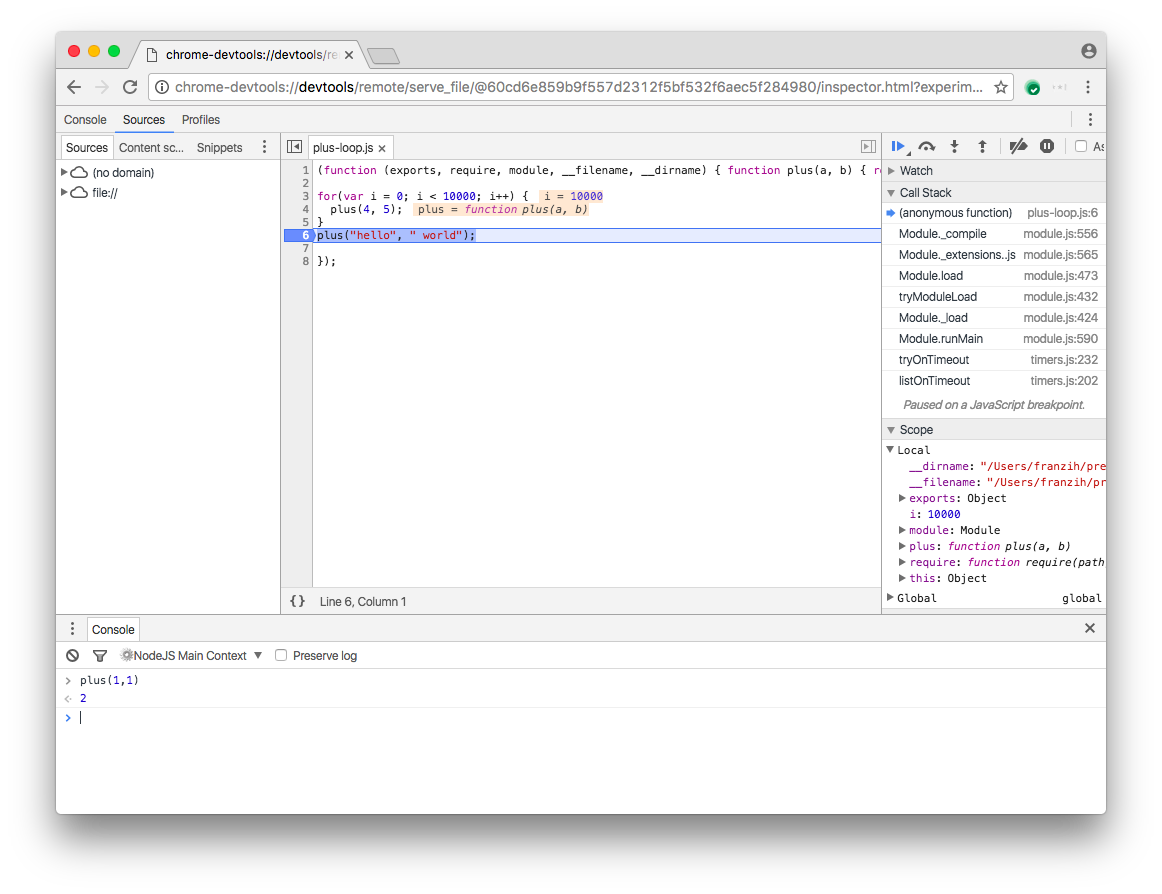 chrome-devtools://devtools/re
chrome-devtools://devtools/remote/serve_file/@60cd6e859b9f557d2312f5bf532f6aec5f284980/inspector.html?experim...
Console Sources Profiles
Sources Content sc... Snippets
(no domain)
file://
plus-loop.js
1 (function (exports, require, module, __filename, __dirname) { function plus(a, b) { re
2
3 for(var i = 0; i < 10000; i++) { i = 10000
4 plus(4, 5); plus = function plus(a, b)
5 }
6 plus("hello", " world");
7
8 });
{} Line 6, Column 1
As
Watch
Call Stack
(anonymous function) plus-loop.js:6
Module._compile module.js:556
Module._extensions..js module.js:565
Module.load module.js:473
tryModuleLoad module.js:432
Module._load module.js:424
Module.runMain module.js:590
tryOnTimeout timers.js:232
listOnTimeout timers.js:202
Paused on a JavaScript breakpoint.
Scope
Local
__dirname: "/Users/franzih/pre
__filename: "/Users/franzih/pr
exports: Object
i: 10000
module: Module
plus: function plus(a, b)
require: function require(path
this: Object
Global global
Console
NodeJS Main Context Preserve log
> plus(1,1)
2
>